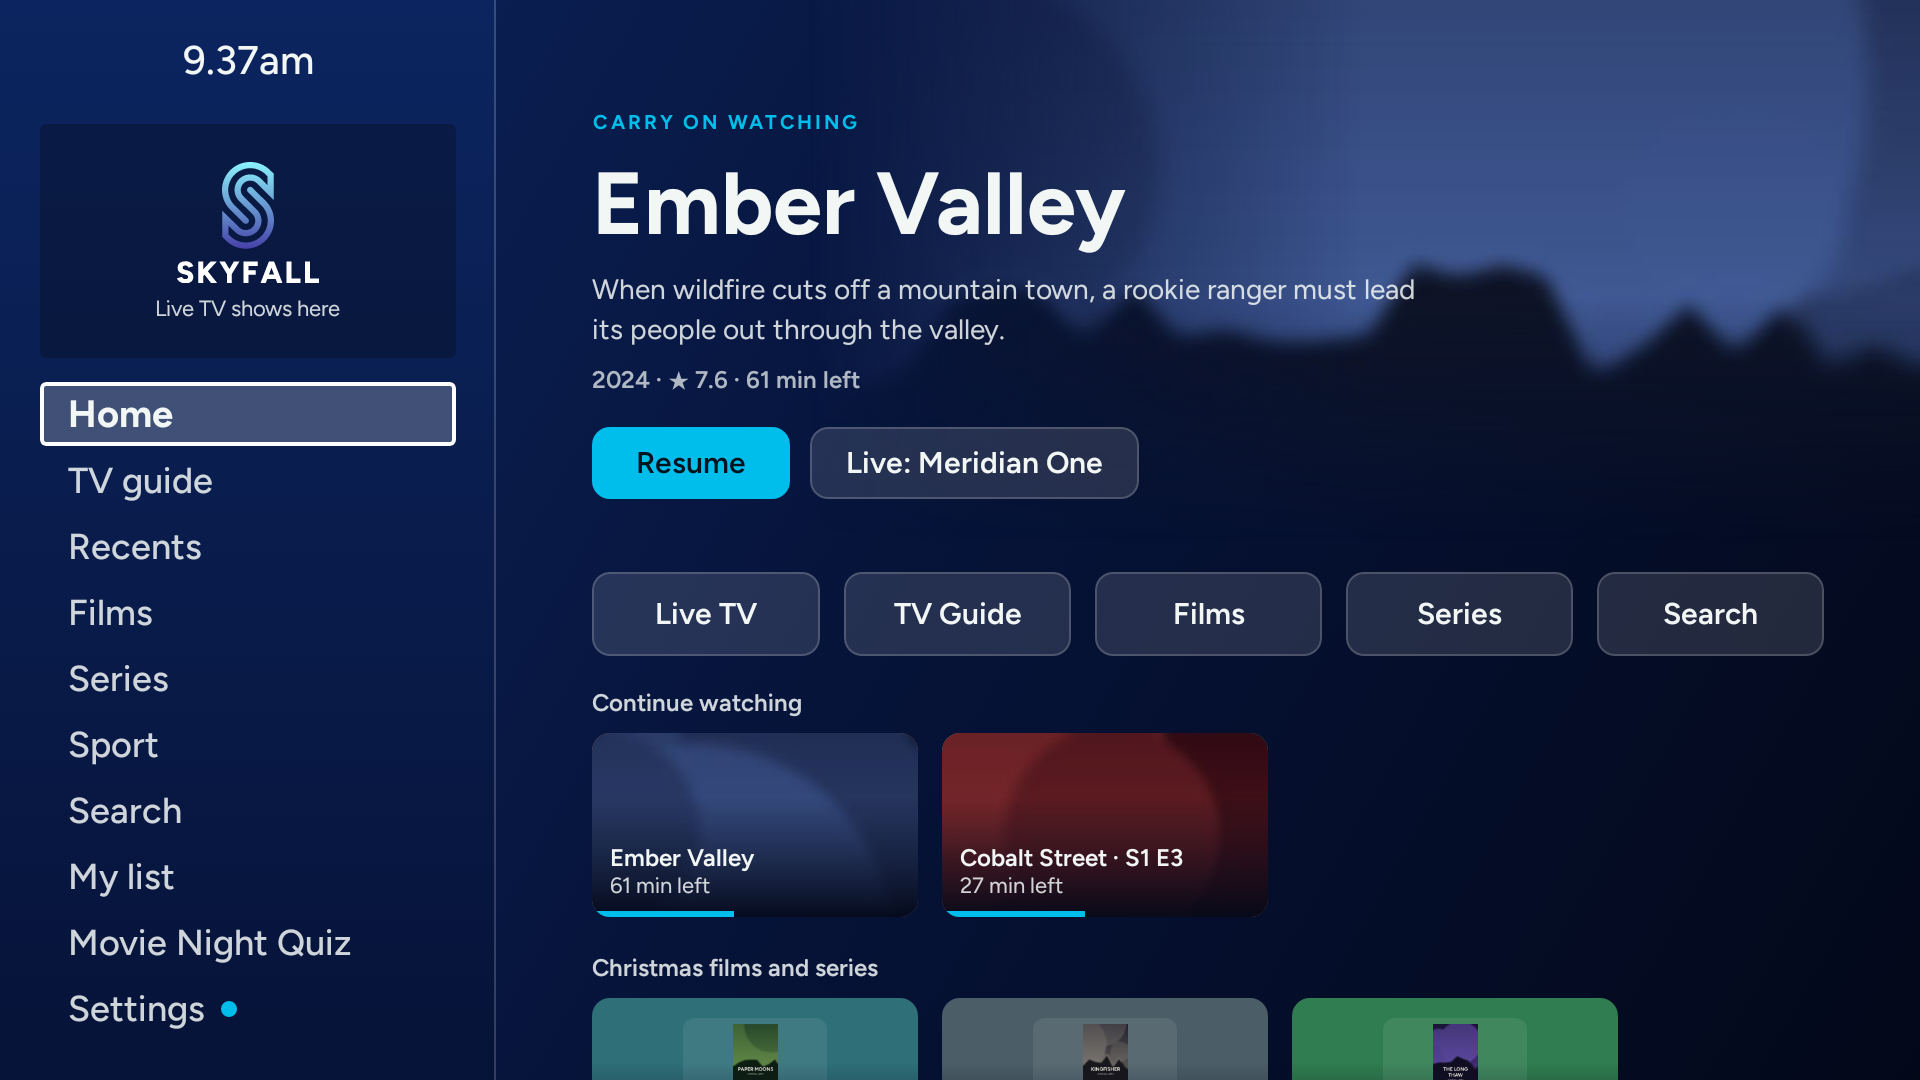 9.37am
SKYFALL
Live TV shows here
Home
TV guide
Recents
Films
Series
Sport
Search
My list
Movie Night Quiz
Settings
CARRY ON WATCHING
Ember Valley
When wildfire cuts off a mountain town, a rookie ranger must lead
its people out through the valley.
2024 · ★ 7.6 · 61 min left
Resume
Live: Meridian One
Live TV
TV Guide
Films
Series
Search
Continue watching
Ember Valley
61 min left
Cobalt Street · S1 E3
27 min left
Christmas films and series
PAPER MOONS
KINGFISHER
THE LONG
THAW